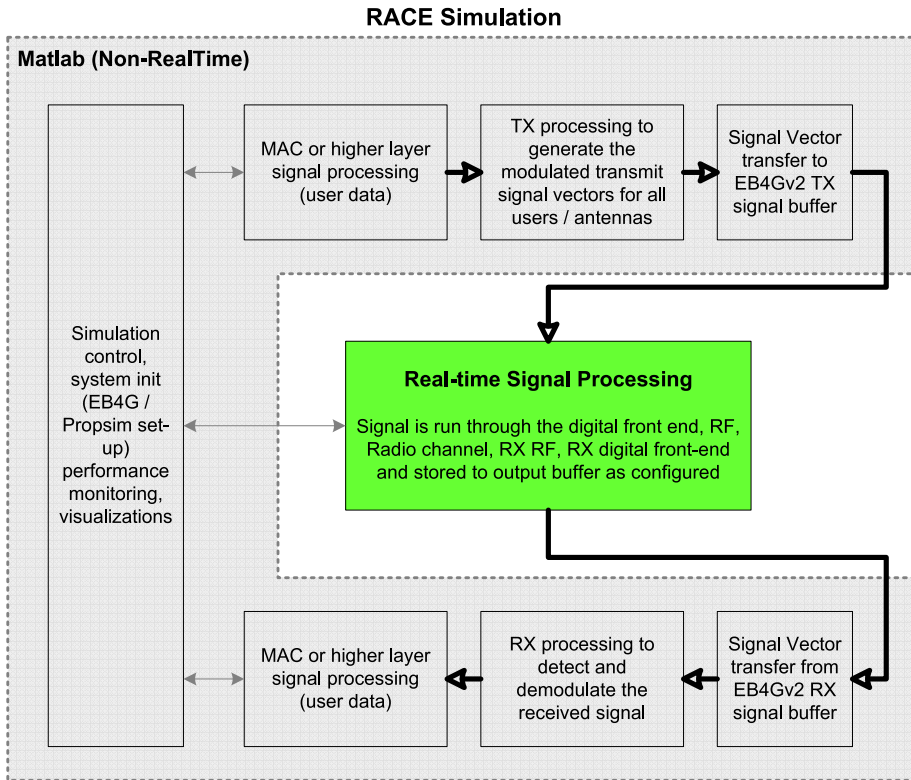 RACE Simulation
Matlab (Non-RealTime)
MAC or higher layer
signal processing
(user data)
TX processing to
generate the
modulated transmit
signal vectors for all
users / antennas
Signal Vector
transfer to
EB4Gv2 TX
signal buffer
Simulation
control,
system init
(EB4G /
Propsim set-
up)
performance
monitoring,
visualizations
Real-time Signal Processing
Signal is run through the digital front end, RF,
Radio channel, RX RF, RX digital front-end
and stored to output buffer as configured
MAC or higher layer
signal processing
(user data)
RX processing to
detect and
demodulate the
received signal
Signal Vector
transfer from
EB4Gv2 RX
signal buffer